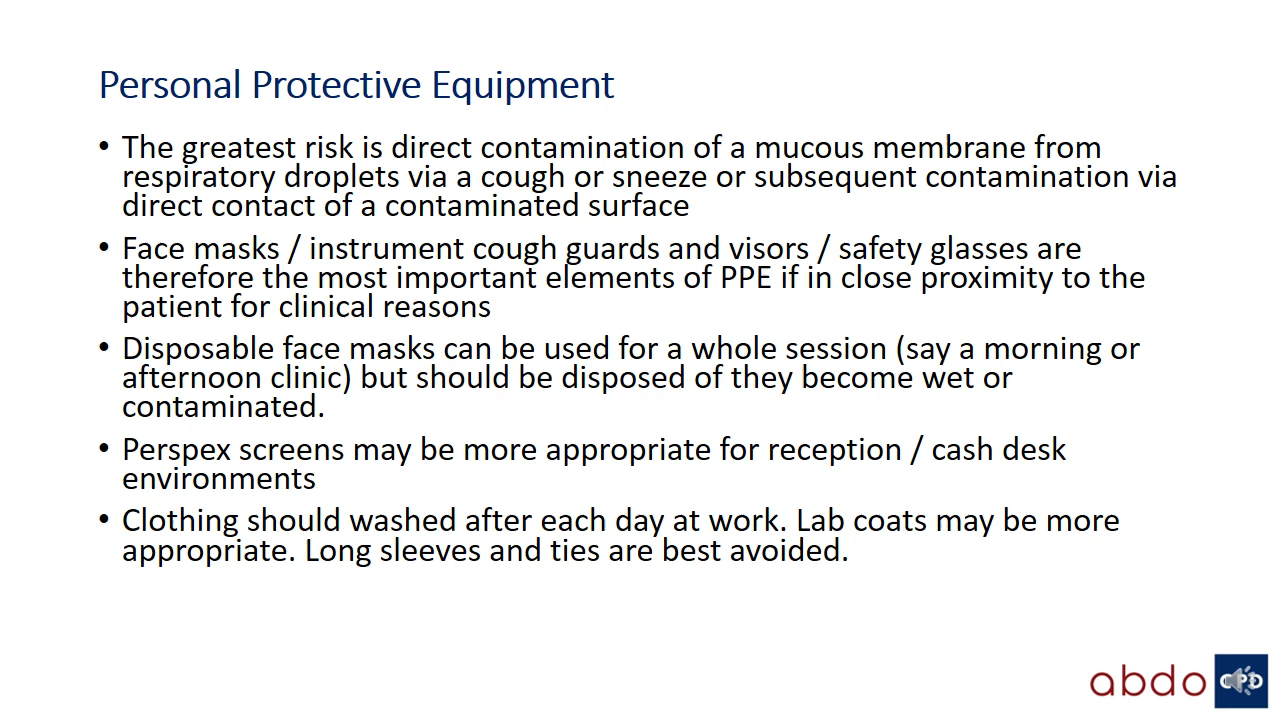 Personal Protective Equipment
• The greatest risk is direct contamination of a mucous membrane from
respiratory droplets via a cough or sneeze or subsequent contamination via
direct contact of a contaminated surface
• Face masks / instrument cough guards and visors / safety glasses are
therefore the most important elements of PPE if in close proximity to the
patient for clinical reasons
• Disposable face masks can be used for a whole session (say a morning or
afternoon clinic) but should be disposed of they become wet or
contaminated.
• Perspex screens may be more appropriate for reception / cash desk
environments
• Clothing should washed after each day at work. Lab coats may be more
appropriate. Long sleeves and ties are best avoided.
abdo CPD